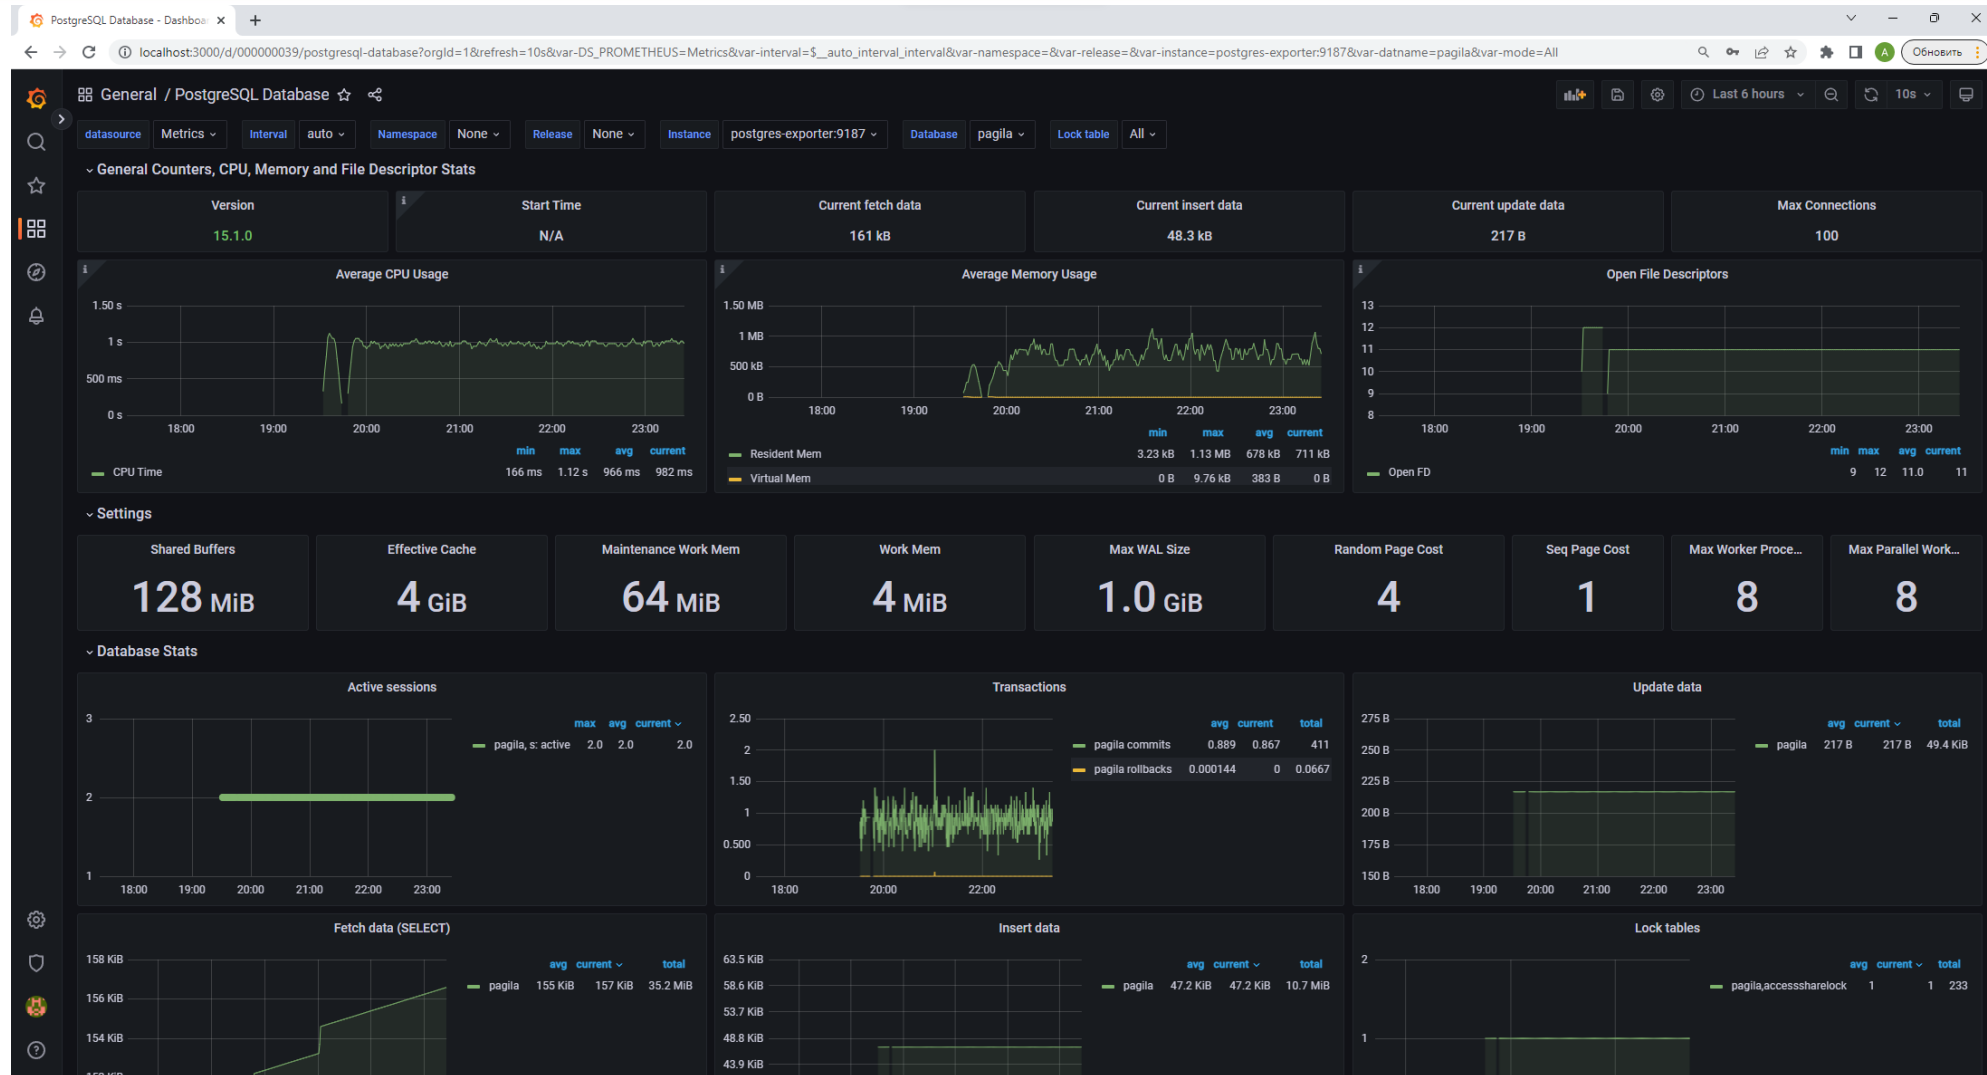 PostgreSQL Database - Dashboa
localhost:3000/d/000000039/postgresql-database?orgId=1&refresh=10s&var-DS_PROMETHEUS=Metrics&var-interval=$__auto_interval_interval&var-namespace=&var-release=&var-instance=postgres-exporter:9187&var-datname=pagila&var-mode=All
A
Обновить
General / PostgreSQL Database
Last 6 hours
10s
datasource Metrics Interval auto Namespace None Release None Instance postgres-exporter:9187 Database pagila Lock table All
General Counters, CPU, Memory and File Descriptor Stats
Version
15.1.0
Start Time
N/A
Current fetch data
161 kB
Current insert data
48.3 kB
Current update data
217 B
Max Connections
100
Average CPU Usage
1.50 s
1 s
500 ms
0 s
18:00 19:00 20:00 21:00 22:00 23:00
min max avg current
CPU Time 166 ms 1.12 s 966 ms 982 ms
Average Memory Usage
1.50 MB
1 MB
500 kB
0 B
18:00 19:00 20:00 21:00 22:00 23:00
min max avg current
Resident Mem 3.23 kB 1.13 MB 678 kB 711 kB
Virtual Mem 0 B 9.76 kB 383 B 0 B
Open File Descriptors
13
12
11
10
9
8
18:00 19:00 20:00 21:00 22:00 23:00
min max avg current
Open FD 9 12 11.0 11
Settings
Shared Buffers
128 MiB
Effective Cache
4 GiB
Maintenance Work Mem
64 MiB
Work Mem
4 MiB
Max WAL Size
1.0 GiB
Random Page Cost
4
Seq Page Cost
1
Max Worker Proce...
8
Max Parallel Work...
8
Database Stats
Active sessions
3
2
1
18:00 19:00 20:00 21:00 22:00 23:00
max avg current
pagila, s: active 2.0 2.0 2.0
Transactions
2.50
2
1.50
1
0.500
0
18:00 20:00 22:00
avg current total
pagila commits 0.889 0.867 411
pagila rollbacks 0.000144 0 0.0667
Update data
275 B
250 B
225 B
200 B
175 B
150 B
18:00 19:00 20:00 21:00 22:00 23:00
avg current total
pagila 217 B 217 B 49.4 KiB
Fetch data (SELECT)
158 KiB
156 KiB
154 KiB
avg current total
pagila 155 KiB 157 KiB 35.2 MiB
Insert data
63.5 KiB
58.6 KiB
53.7 KiB
48.8 KiB
43.9 KiB
avg current total
pagila 47.2 KiB 47.2 KiB 10.7 MiB
Lock tables
2
1
avg current total
pagila,accesssharelock 1 1 233